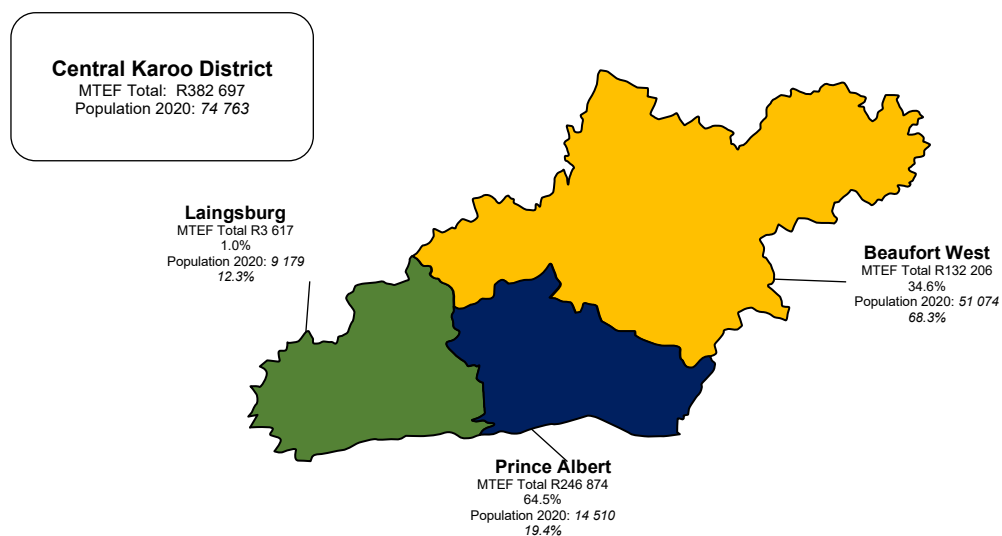 Central Karoo District
MTEF Total: R382 697
Population 2020: 74 763
Laingsburg
MTEF Total R3 617
1.0%
Population 2020: 9 179
12.3%
Beaufort West
MTEF Total R132 206
34.6%
Population 2020: 51 074
68.3%
Prince Albert
MTEF Total R246 874
64.5%
Population 2020: 14 510
19.4%